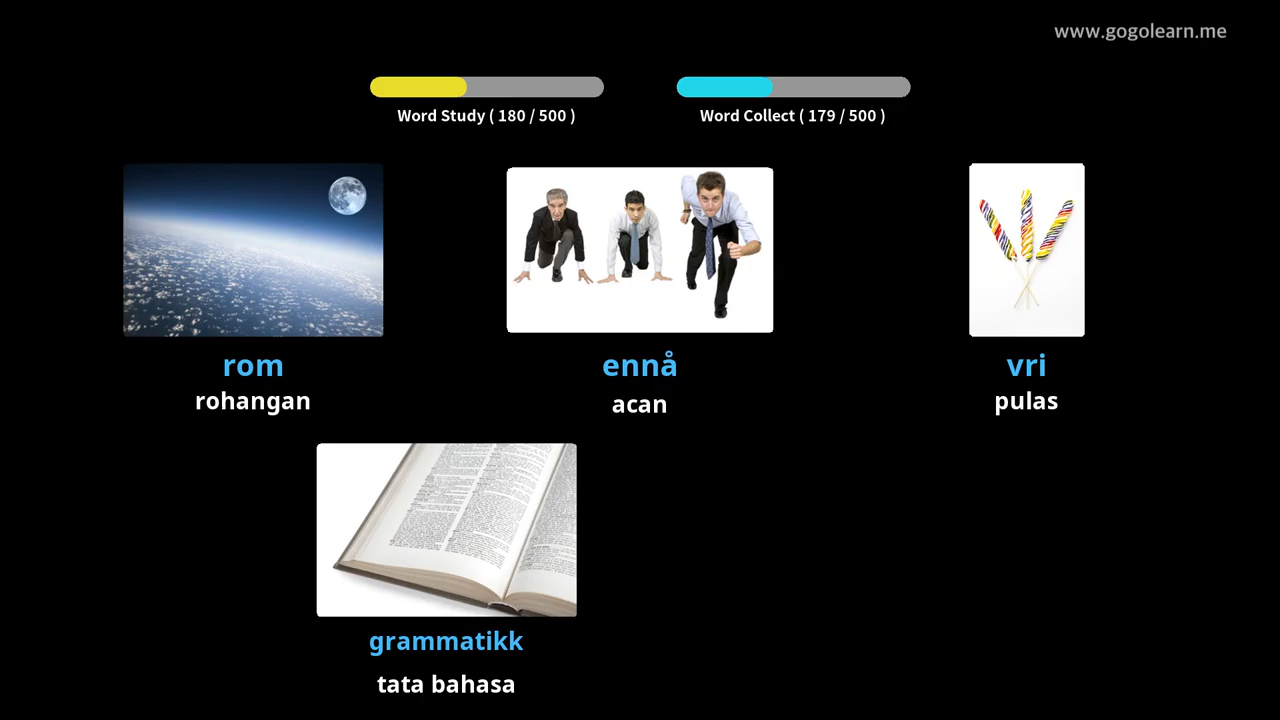 www.gogolearn.me
Word Study ( 180 / 500 )
Word Collect ( 179 / 500 )
rom
rohangan
ennå
acan
vri
pulas
grammatikk
tata bahasa